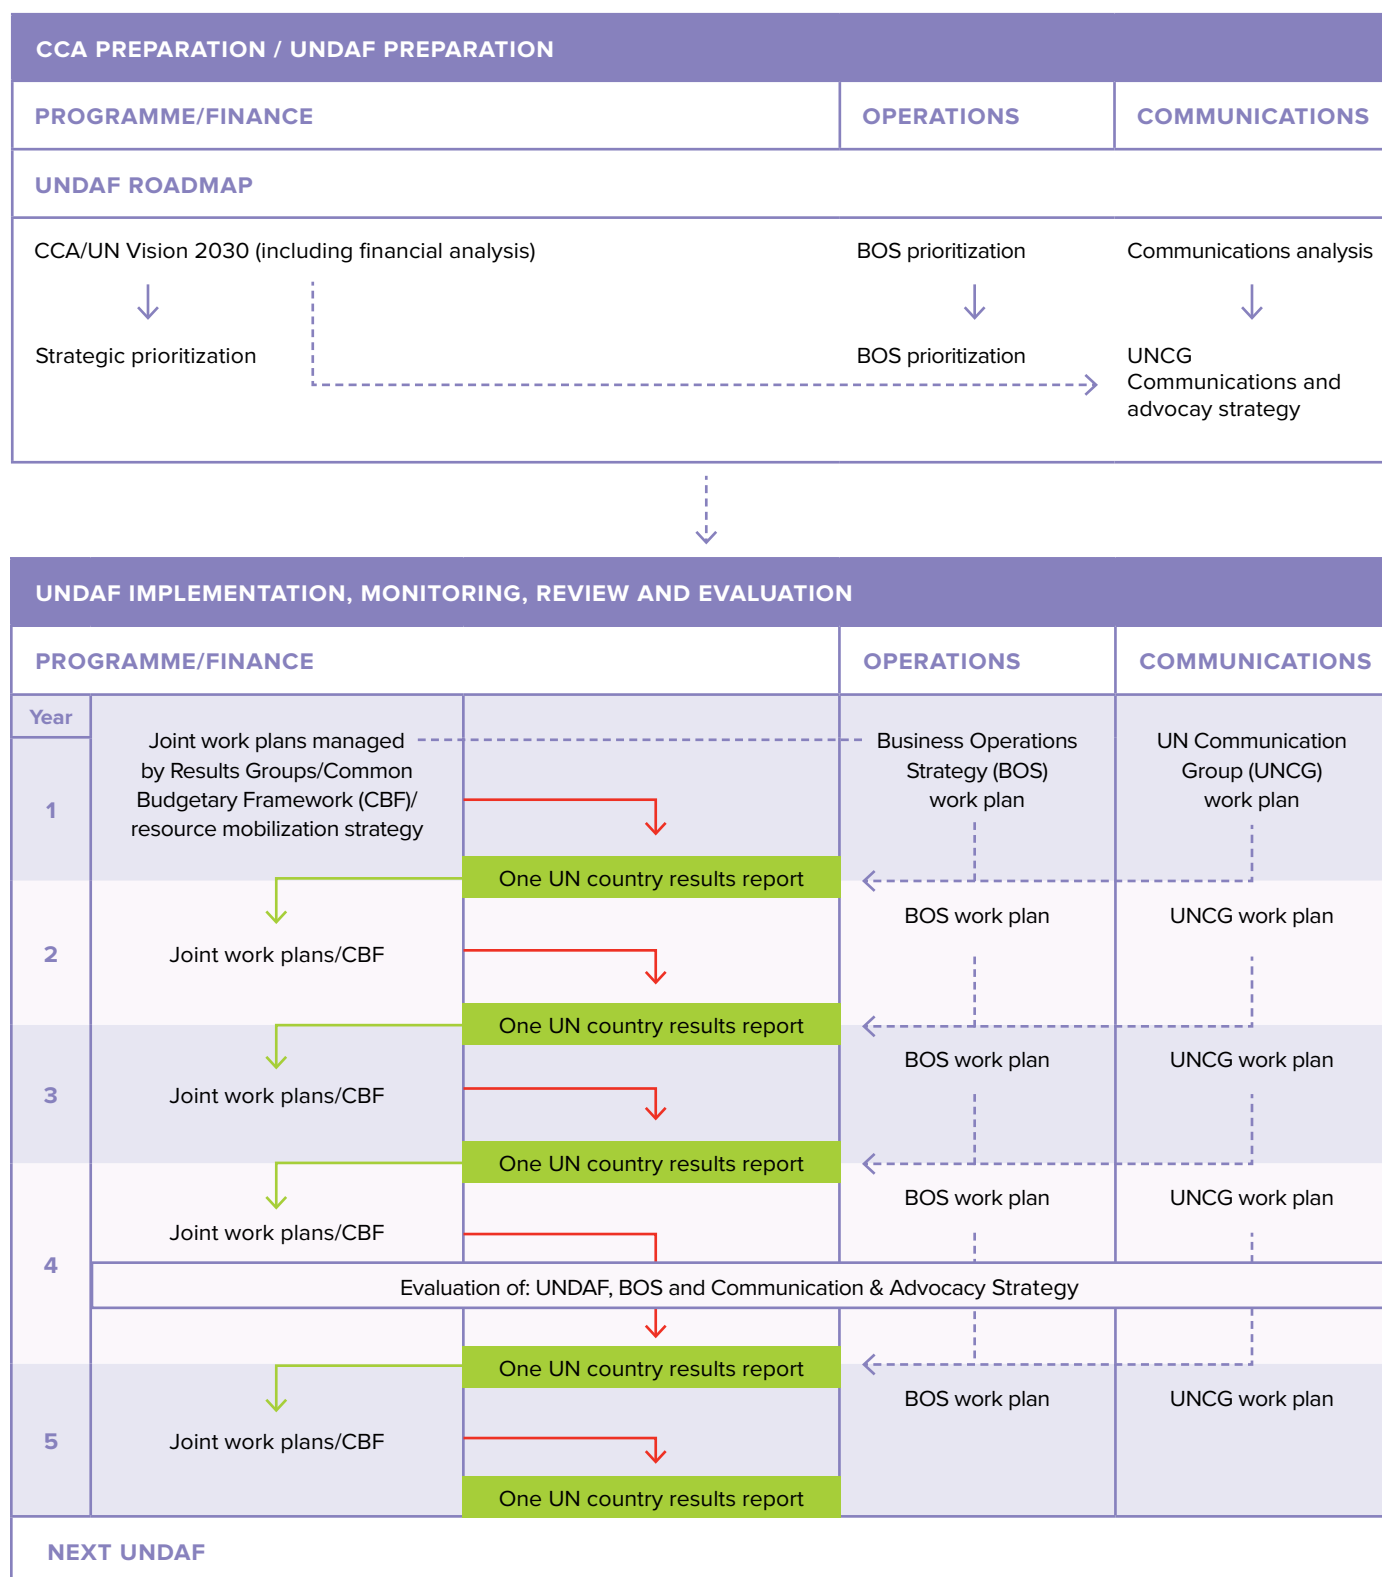 CCA PREPARATION / UNDAF PREPARATION
PROGRAMME/FINANCE
OPERATIONS
COMMUNICATIONS
UNDAF ROADMAP
CCA/UN Vision 2030 (including financial analysis)
BOS prioritization
Communications analysis
Strategic prioritization
BOS prioritization
UNCG
Communications and
advocay strategy
UNDAF IMPLEMENTATION, MONITORING, REVIEW AND EVALUATION
PROGRAMME/FINANCE
OPERATIONS
COMMUNICATIONS
Year
1
Joint work plans managed
by Results Groups/Common
Budgetary Framework (CBF)/
resource mobilization strategy
Business Operations
Strategy (BOS)
work plan
UN Communication
Group (UNCG)
work plan
One UN country results report
2
Joint work plans/CBF
BOS work plan
UNCG work plan
One UN country results report
3
Joint work plans/CBF
BOS work plan
UNCG work plan
One UN country results report
4
Joint work plans/CBF
BOS work plan
UNCG work plan
Evaluation of: UNDAF, BOS and Communication & Advocacy Strategy
One UN country results report
5
Joint work plans/CBF
BOS work plan
UNCG work plan
One UN country results report
NEXT UNDAF